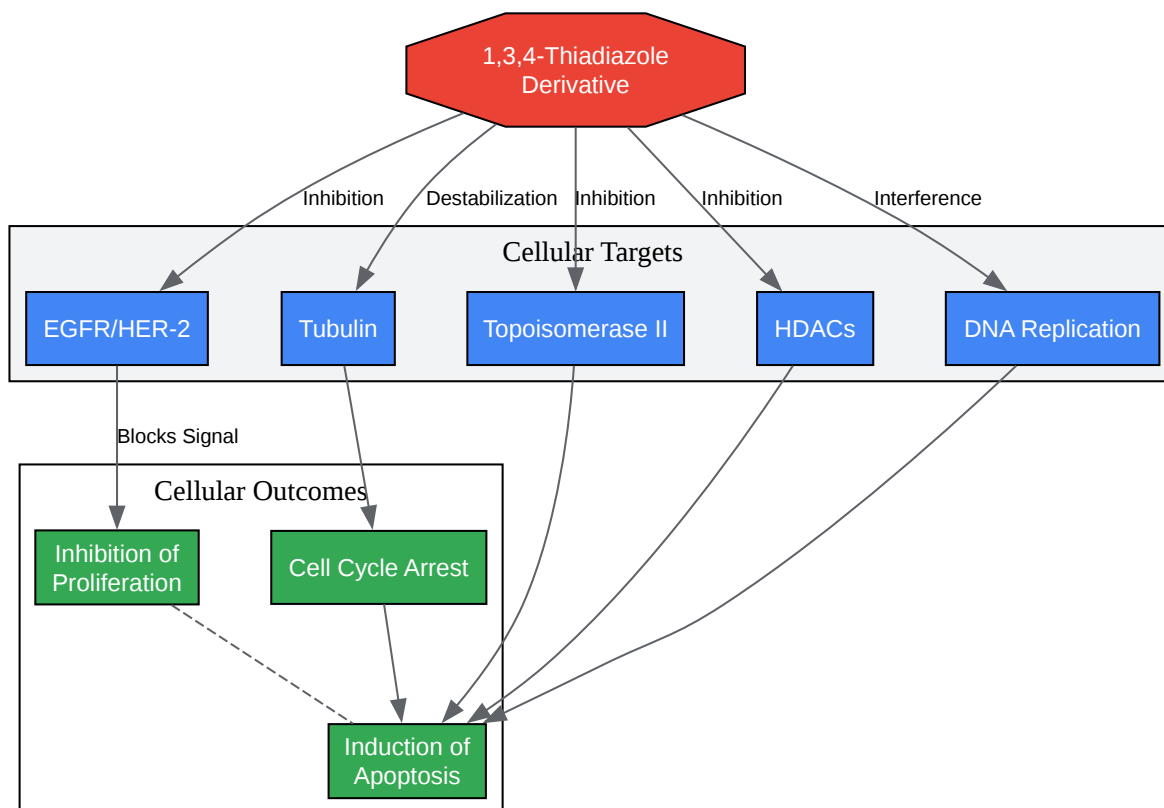 1,3,4-Thiadiazole
Derivative
Inhibition
Destabilization
Inhibition
Inhibition
Interference
Cellular Targets
EGFR/HER-2
Tubulin
Topoisomerase II
HDACs
DNA Replication
Blocks Signal
Cellular Outcomes
Inhibition of
Proliferation
Cell Cycle Arrest
Induction of
Apoptosis